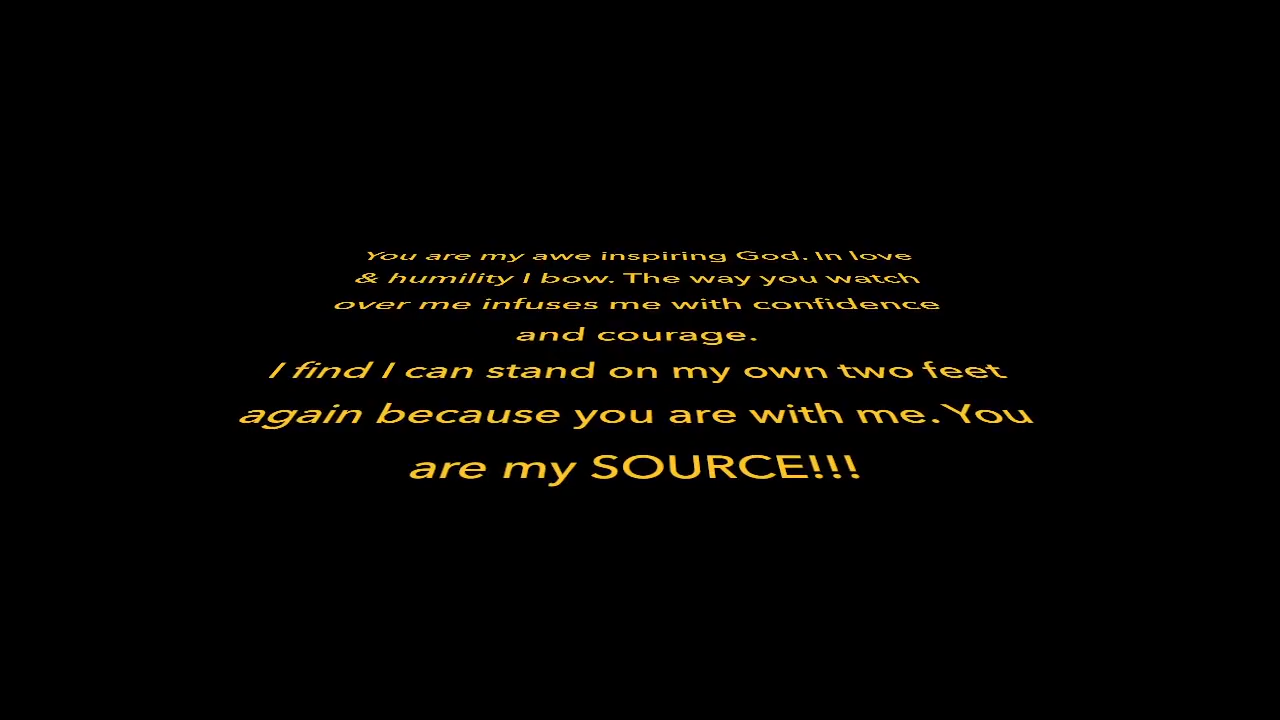 You are my awe inspiring God. In love
& humility I bow. The way you watch
over me infuses me with confidence
and courage.
I find I can stand on my own two feet
again because you are with me. You
are my SOURCE!!!